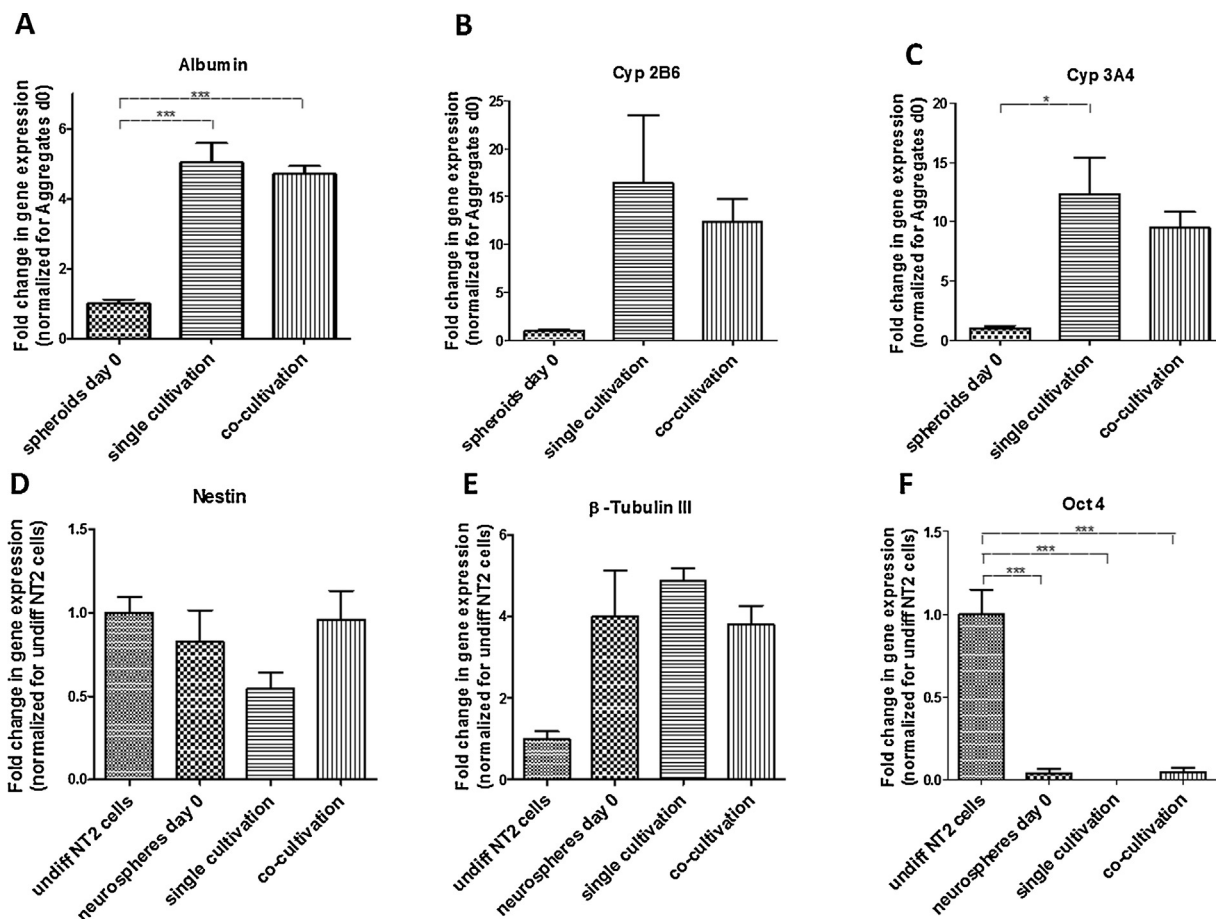 A
Albumin
Fold change in gene expression
(normalized for Aggregates d0)
0
2
4
6
***
***
spheroids day 0
single cultivation
co-cultivation
B
Cyp 2B6
Fold change in gene expression
(normalized for Aggregates d0)
0
5
10
15
20
25
spheroids day 0
single cultivation
co-cultivation
C
Cyp 3A4
Fold change in gene expression
(normalized for Aggregates d0)
0
5
10
15
20
*
spheroids day 0
single cultivation
co-cultivation
D
Nestin
Fold change in gene expression
(normalized for undiff NT2 cells)
0.0
0.5
1.0
1.5
undiff NT2 cells
neurospheres day 0
single cultivation
co-cultivation
E
β -Tubulin III
Fold change in gene expression
(normalized for undiff NT2 cells)
0
2
4
6
undiff NT2 cells
neurospheres day 0
single cultivation
co-cultivation
F
Oct 4
Fold change in gene expression
(normalized for undiff NT2 cells)
0.0
0.5
1.0
1.5
***
***
***
undiff NT2 cells
neurospheres day 0
single cultivation
co-cultivation